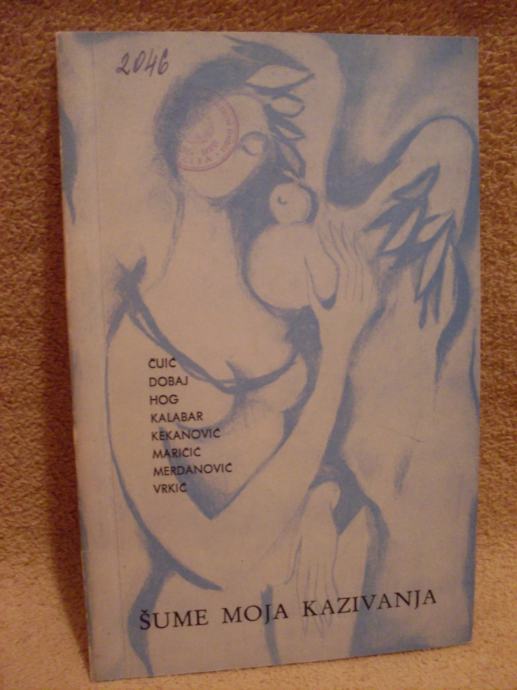 2046
ČUIĆ
DOBAJ
HOG
KALABAR
KEKANOVIĆ
MARIČIĆ
MERDANOVIĆ
VRKIĆ
ŠUME MOJA KAZIVANJA